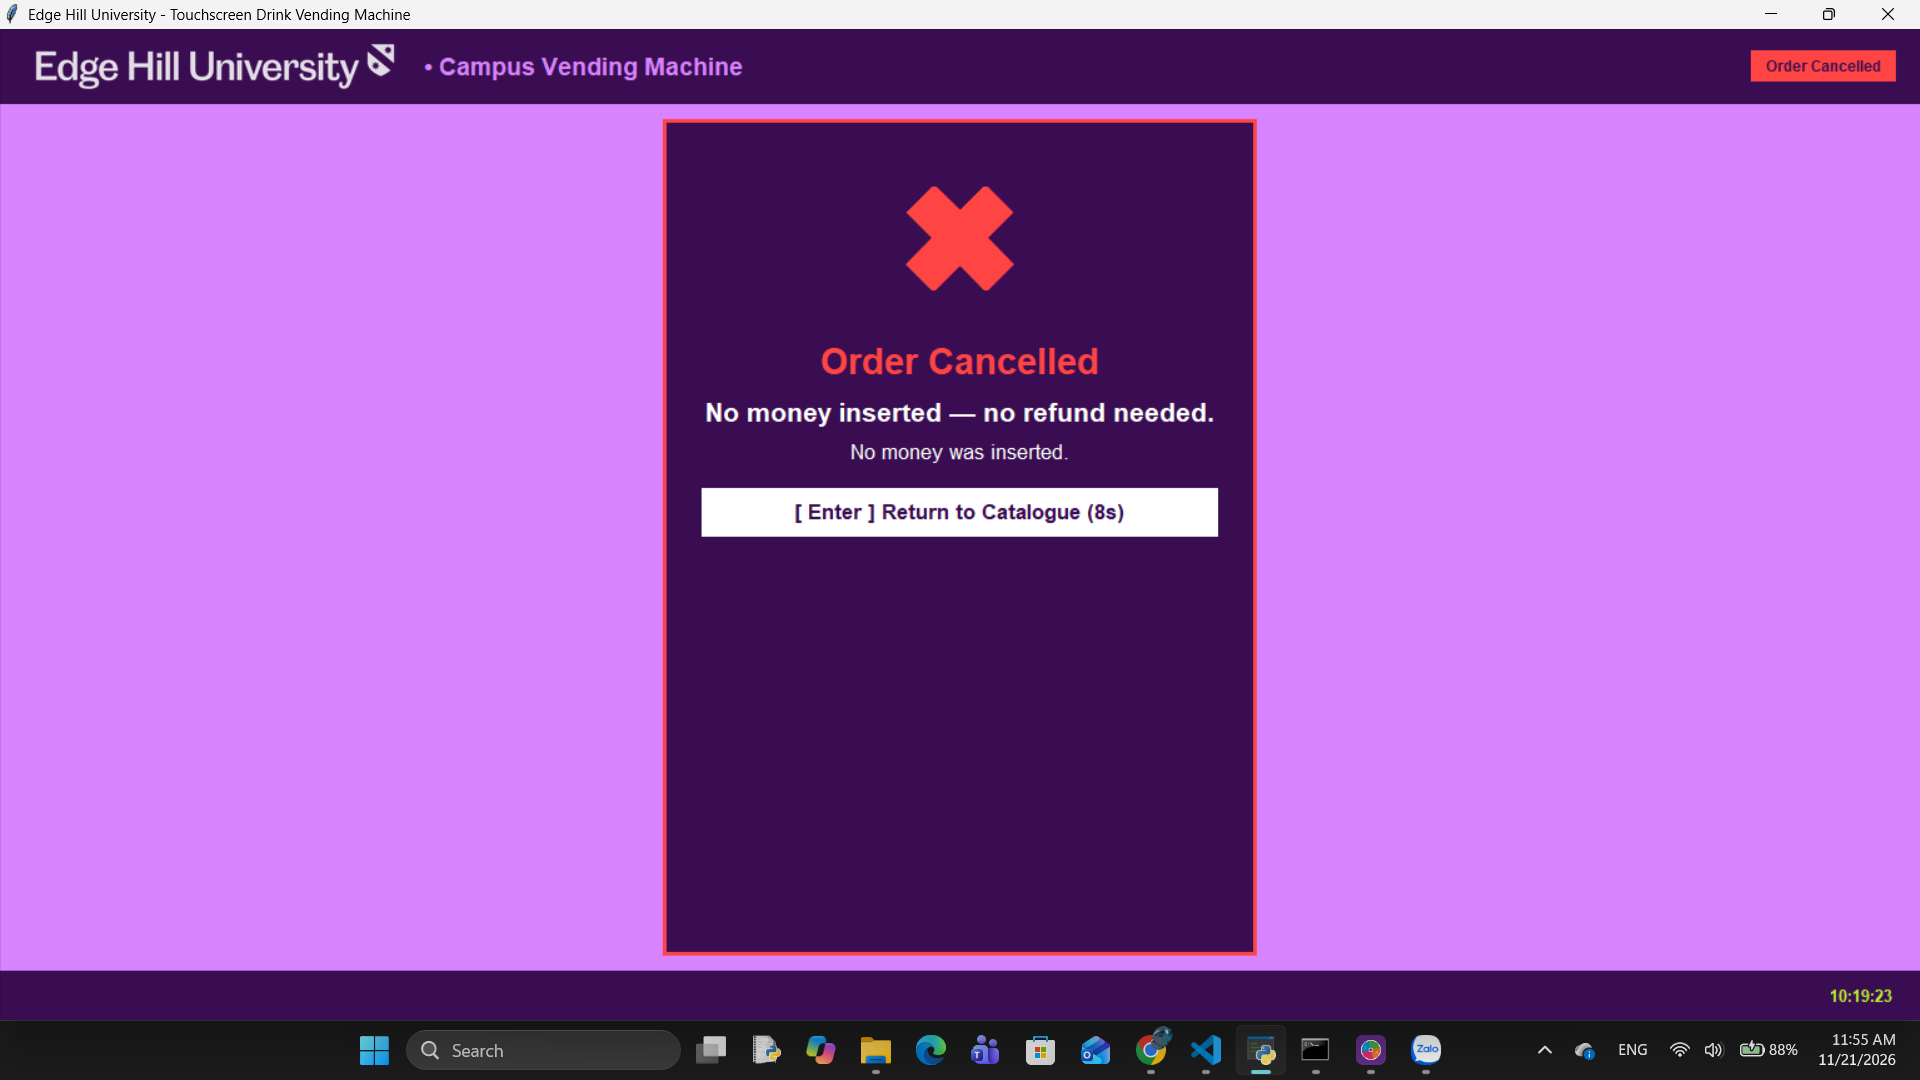 Edge Hill University - Touchscreen Drink Vending Machine
Edge Hill University
• Campus Vending Machine
Order Cancelled
Order Cancelled
No money inserted — no refund needed.
No money was inserted.
[ Enter ] Return to Catalogue (8s)
10:19:23
Search
Zalo
ENG
88%
11:55 AM
11/21/2026